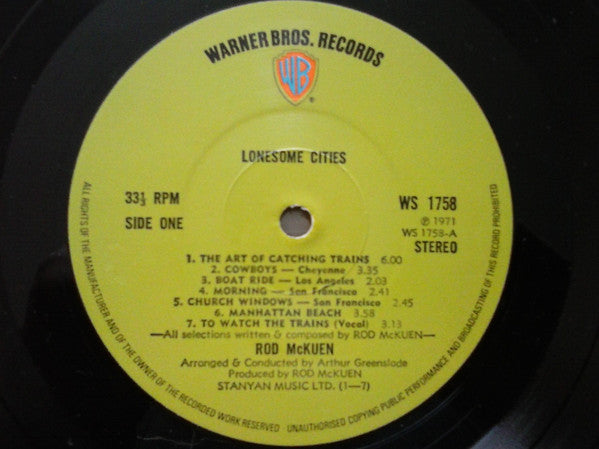 WARNER BROS. RECORDS
WB
®
LONESOME CITIES
33⅓ RPM
SIDE ONE
WS 1758
℗ 1971
WS 1758-A
STEREO
1. THE ART OF CATCHING TRAINS 6.00
2. COWBOYS — Cheyenne / 3.35
3. BOAT RIDE — Los Angeles 2.03
4. MORNING — San Francisco 2.41
5. CHURCH WINDOWS — San Francisco 2.45
6. MANHATTAN BEACH 3.58
7. TO WATCH THE TRAINS (Vocal) 3.13
—All selections written & composed by ROD McKUEN—
ROD McKUEN
Arranged & Conducted by Arthur Greenslade
Produced by ROD McKUEN
STANYAN MUSIC LTD. (1—7)
ALL RIGHTS OF THE MANUFACTURER AND OF THE OWNER OF THE RECORDED WORK RESERVED · UNAUTHORISED COPYING PUBLIC PERFORMANCE AND BROADCASTING OF THIS RECORD PROHIBITED